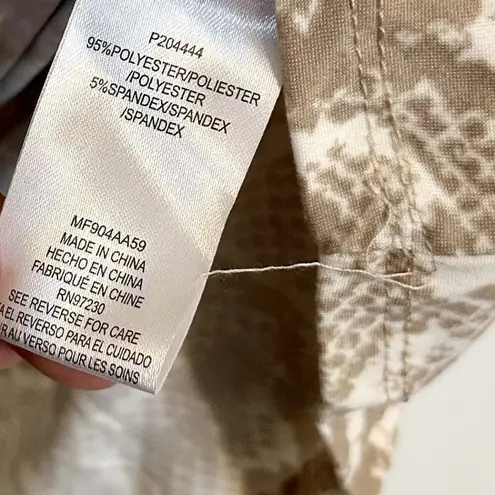 P204444
95%POLYESTER/POLIESTER
/POLYESTER
5%SPANDEX/SPANDEX
/SPANDEX
MF904AA59
MADE IN CHINA
HECHO EN CHINA
FABRIQUÉ EN CHINE
RN97230
SEE REVERSE FOR CARE
EL REVERSO PARA EL CUIDADO
AU VERSO POUR LES SOINS